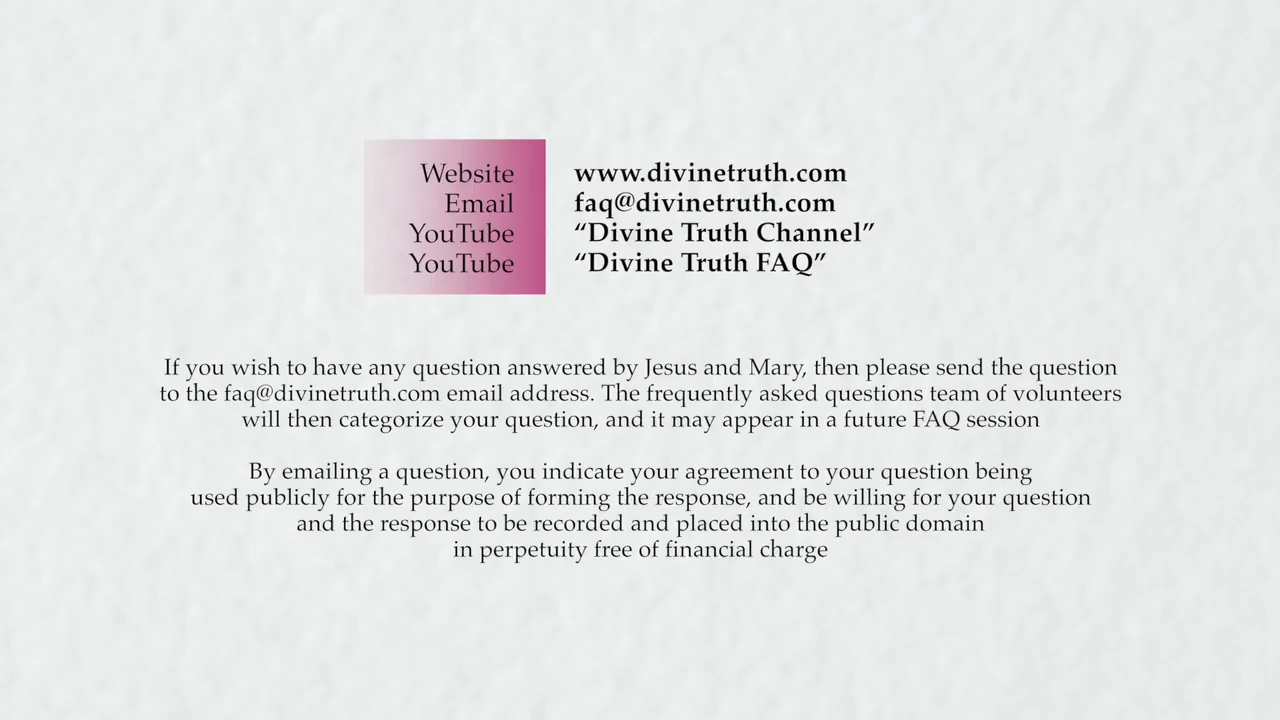 Website www.divinetruth.com
Email faq@divinetruth.com
YouTube “Divine Truth Channel”
YouTube “Divine Truth FAQ”
If you wish to have any question answered by Jesus and Mary, then please send the question
to the faq@divinetruth.com email address. The frequently asked questions team of volunteers
will then categorize your question, and it may appear in a future FAQ session
By emailing a question, you indicate your agreement to your question being
used publicly for the purpose of forming the response, and be willing for your question
and the response to be recorded and placed into the public domain
in perpetuity free of financial charge